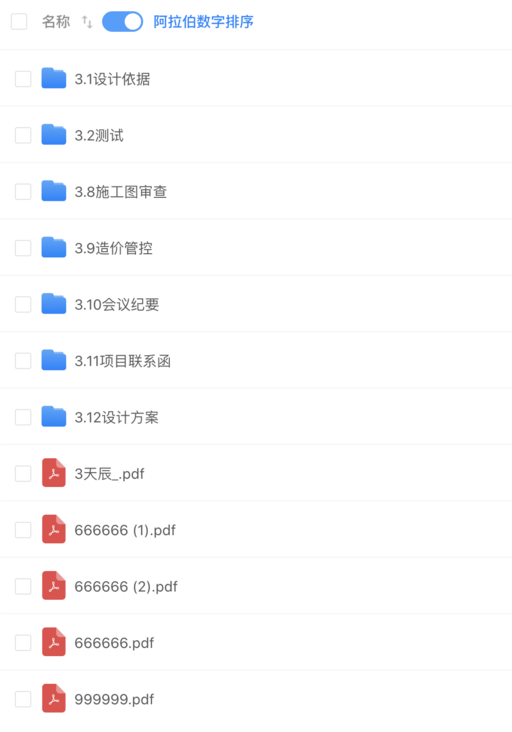 名称 阿拉伯数字排序
3.1设计依据
3.2测试
3.8施工图审查
3.9造价管控
3.10会议纪要
3.11项目联系函
3.12设计方案
3天辰_.pdf
666666 (1).pdf
666666 (2).pdf
666666.pdf
999999.pdf